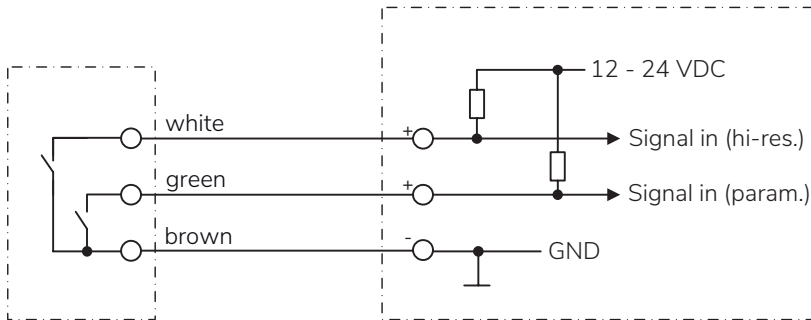 12 - 24 VDC
white
+
Signal in (hi-res.)
green
+
Signal in (param.)
brown
-
GND